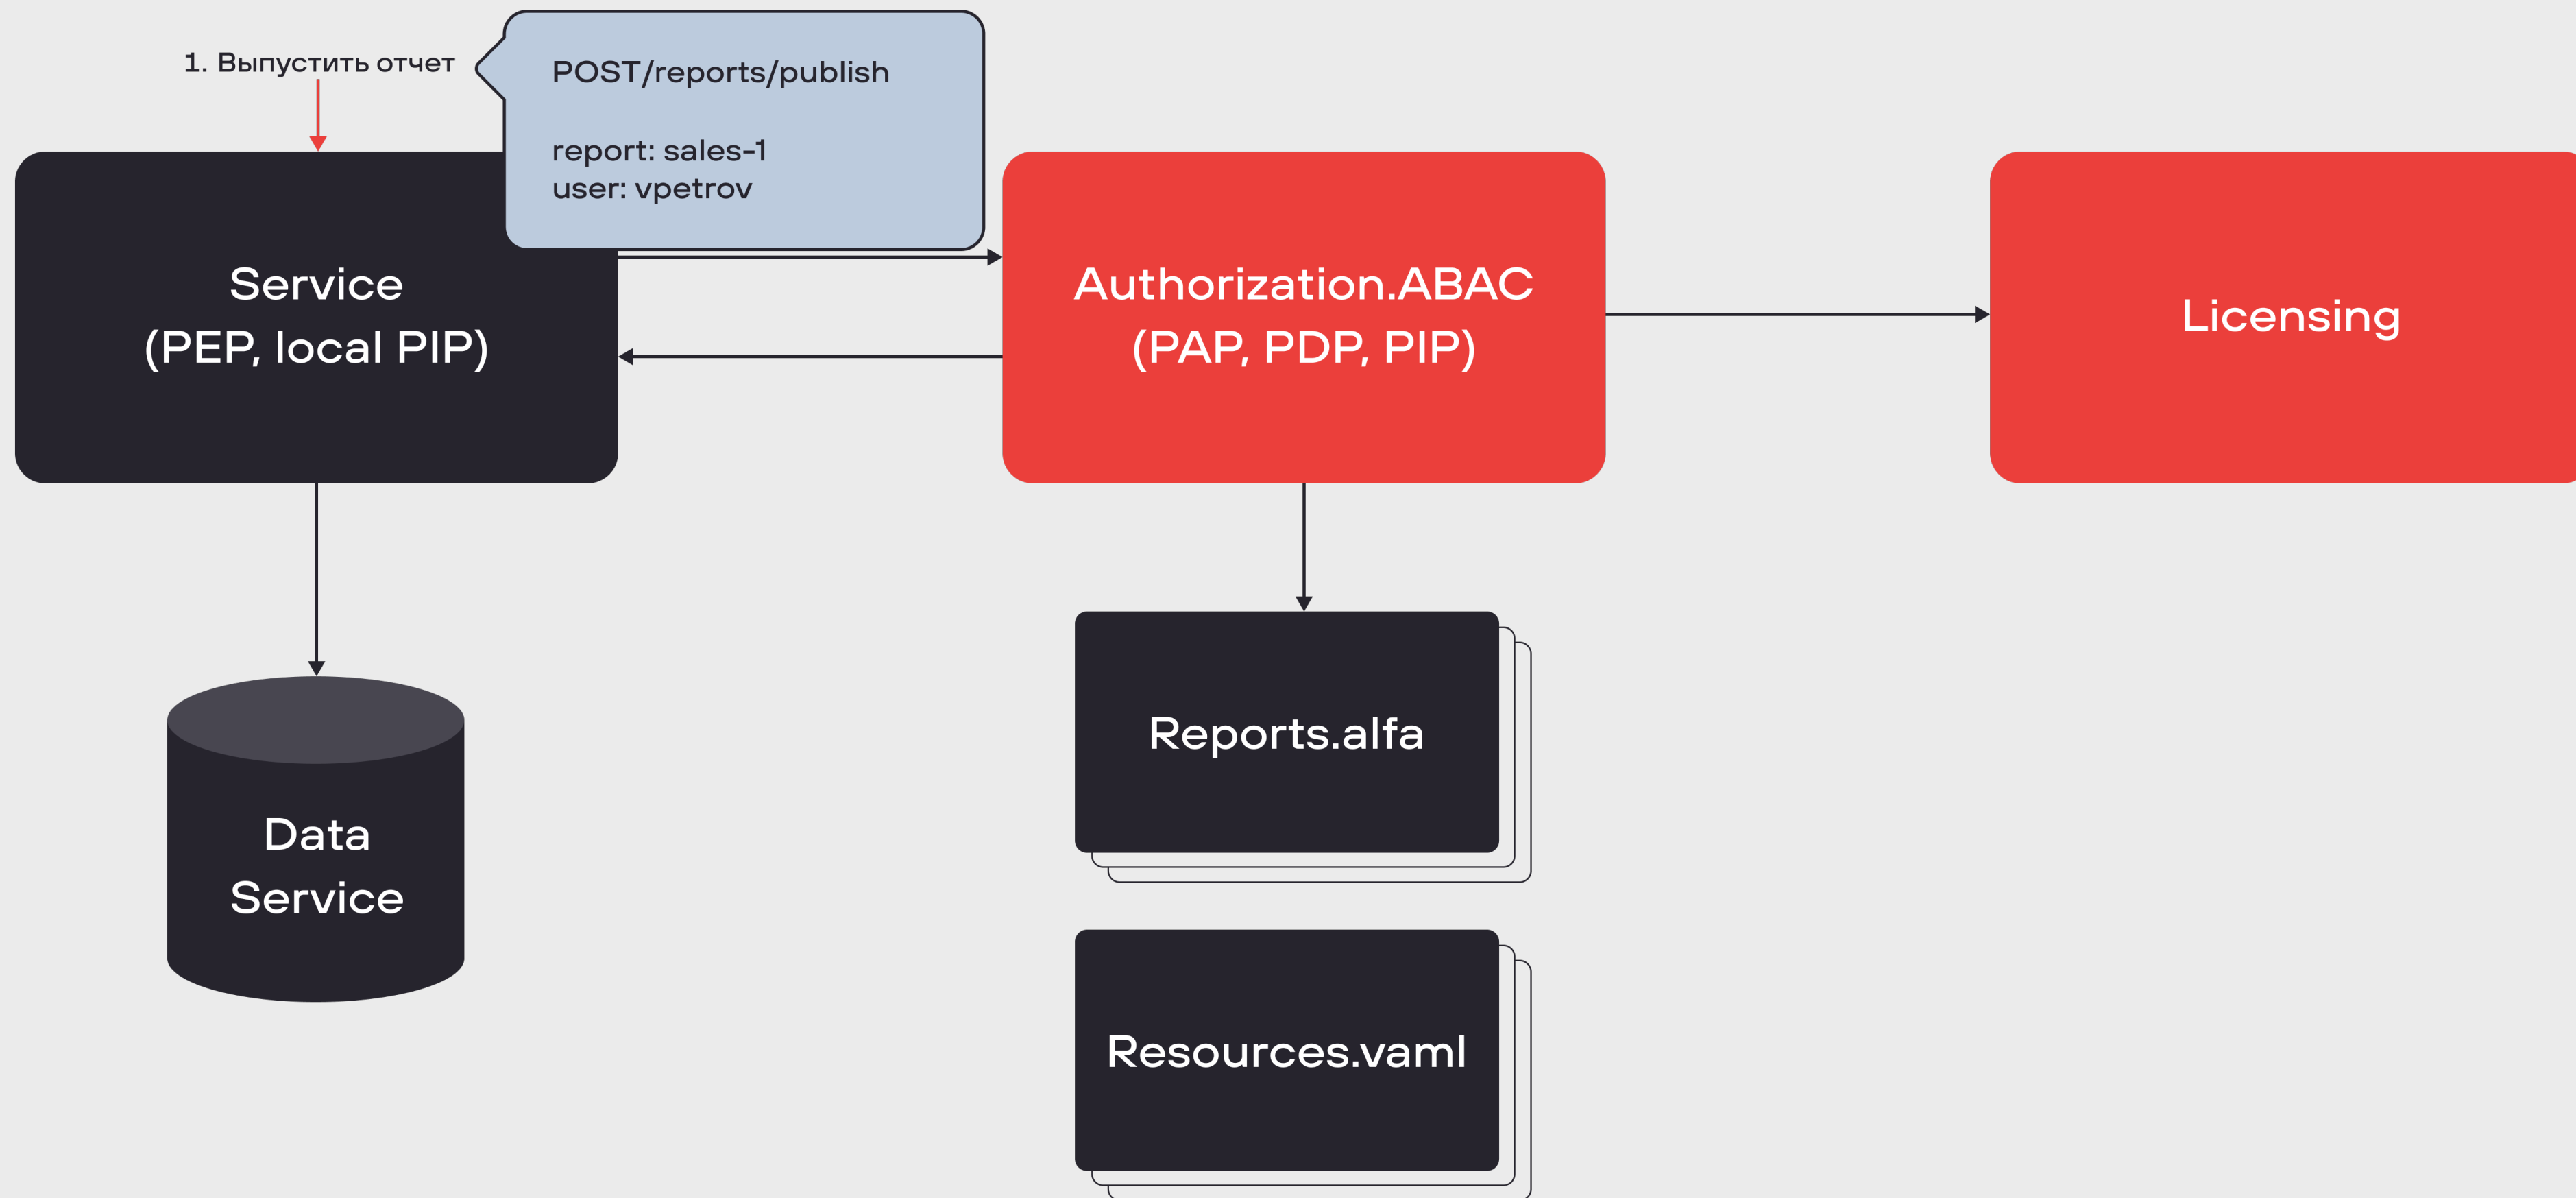 1. Выпустить отчет
POST/reports/publish
report: sales-1
user: vpetrov
Service
(PEP, local PIP)
Authorization.ABAC
(PAP, PDP, PIP)
Licensing
Reports.alfa
Data
Service
Resources.vaml